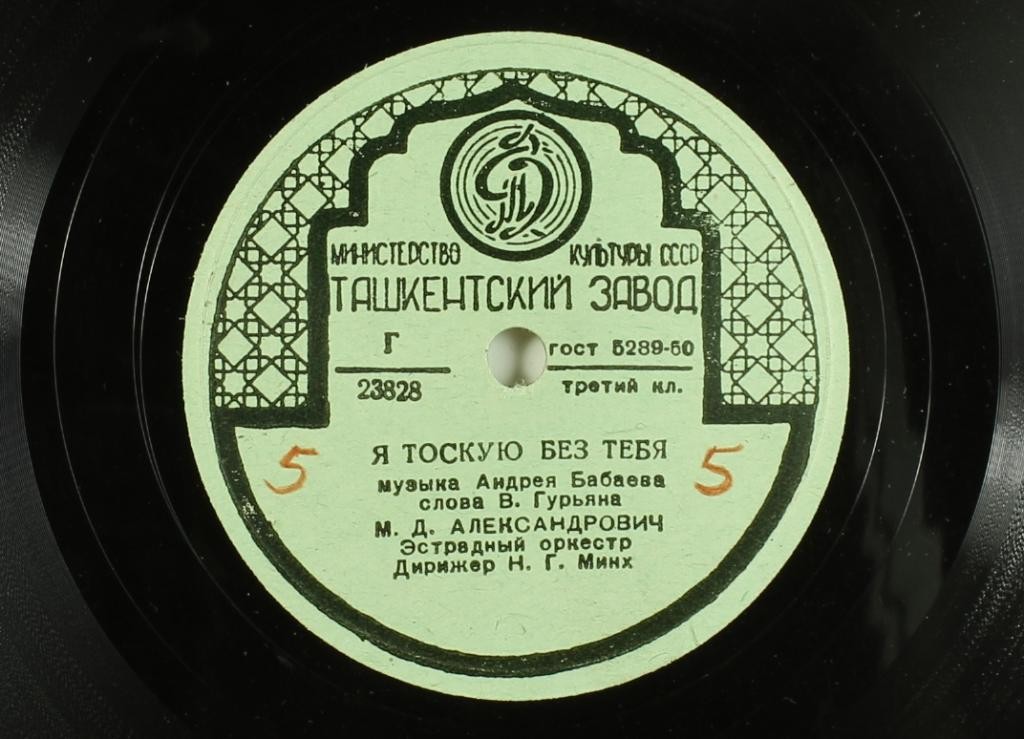 МИНИСТЕРСТВО КУЛЬТУРЫ СССР
ТАШКЕНТСКИЙ ЗАВОД
Г ГОСТ 5289-50
23828 третий кл.
Я ТОСКУЮ БЕЗ ТЕБЯ
5 5
музыка Андрея Бабаева
слова В. Гурьяна
М. Д. АЛЕКСАНДРОВИЧ
Эстрадный оркестр
Дирижер Н. Г. Минх